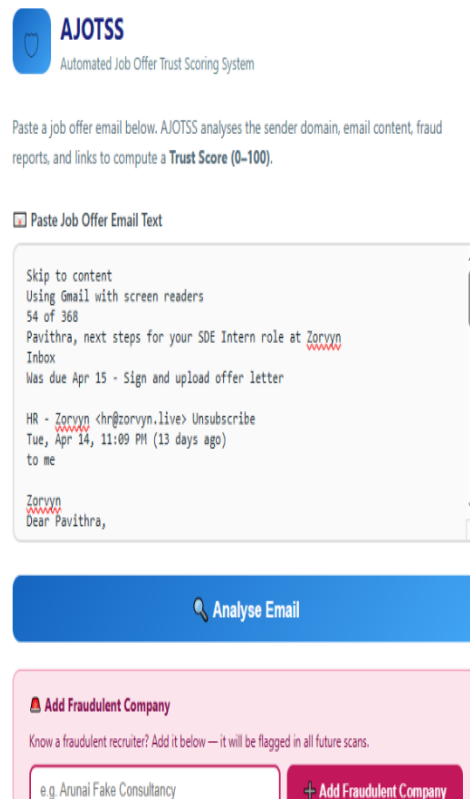 AJOTSS
Automated Job Offer Trust Scoring System
Paste a job offer email below. AJOTSS analyses the sender domain, email content, fraud
reports, and links to compute a Trust Score (0–100).
Paste Job Offer Email Text
Skip to content
Using Gmail with screen readers
54 of 368
Pavithra, next steps for your SDE Intern role at Zorvyn
Inbox
Was due Apr 15 - Sign and upload offer letter
HR - Zorvyn <hr@zorvyn.live> Unsubscribe
Tue, Apr 14, 11:09 PM (13 days ago)
to me
Zorvyn
Dear Pavithra,
Analyse Email
Add Fraudulent Company
Know a fraudulent recruiter? Add it below — it will be flagged in all future scans.
e.g. Arunai Fake Consultancy
Add Fraudulent Company